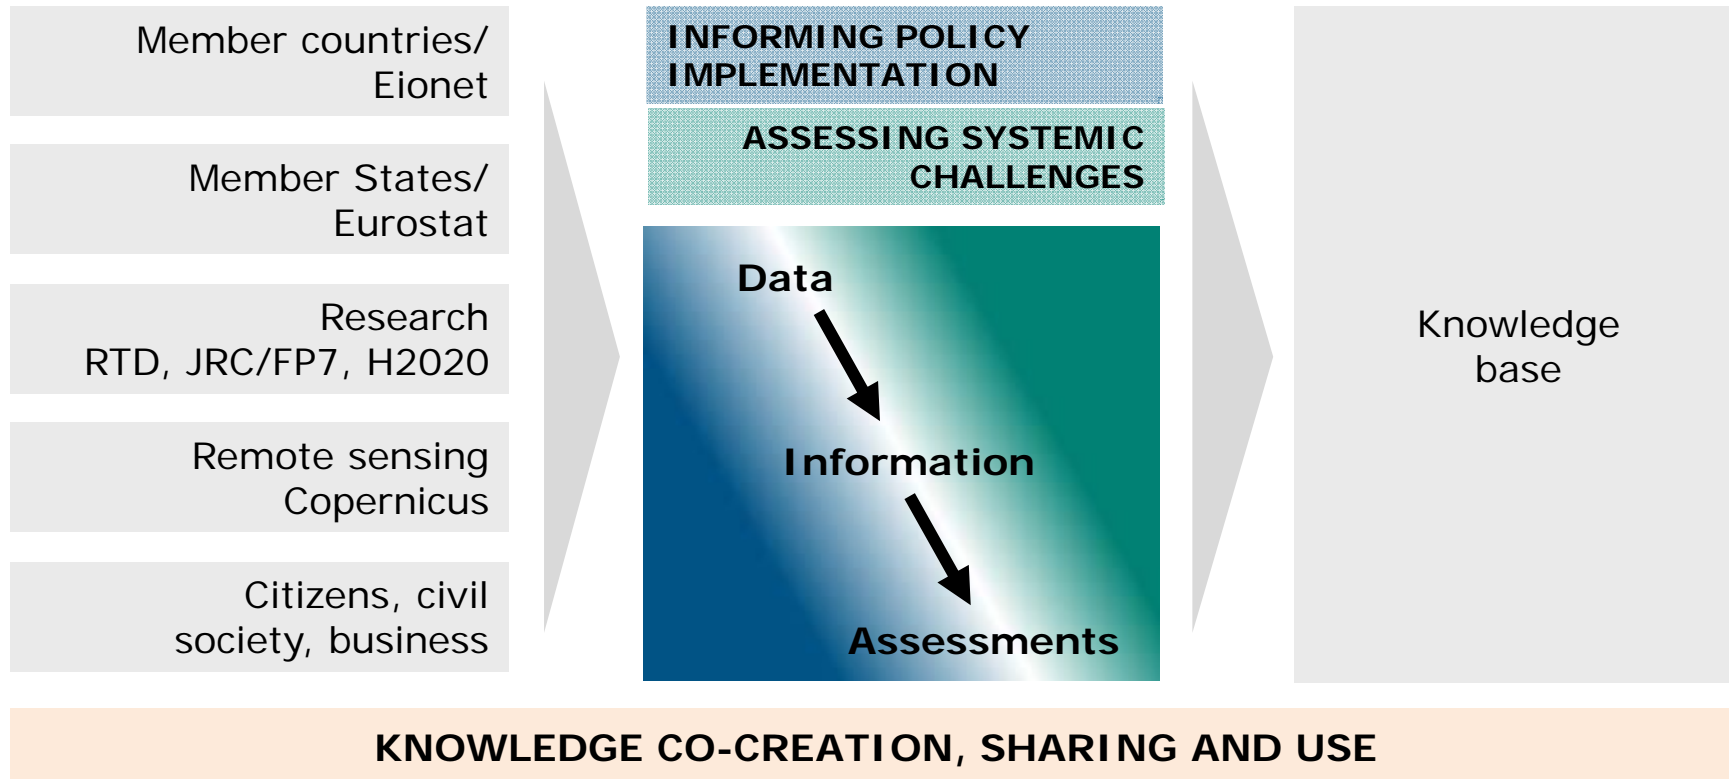 Member countries/
Eionet
Member States/
Eurostat
Research
RTD, JRC/FP7, H2020
Remote sensing
Copernicus
Citizens, civil
society, business
INFORMING POLICY
IMPLEMENTATION
ASSESSING SYSTEMIC
CHALLENGES
Data
Information
Assessments
Knowledge
base
KNOWLEDGE CO-CREATION, SHARING AND USE